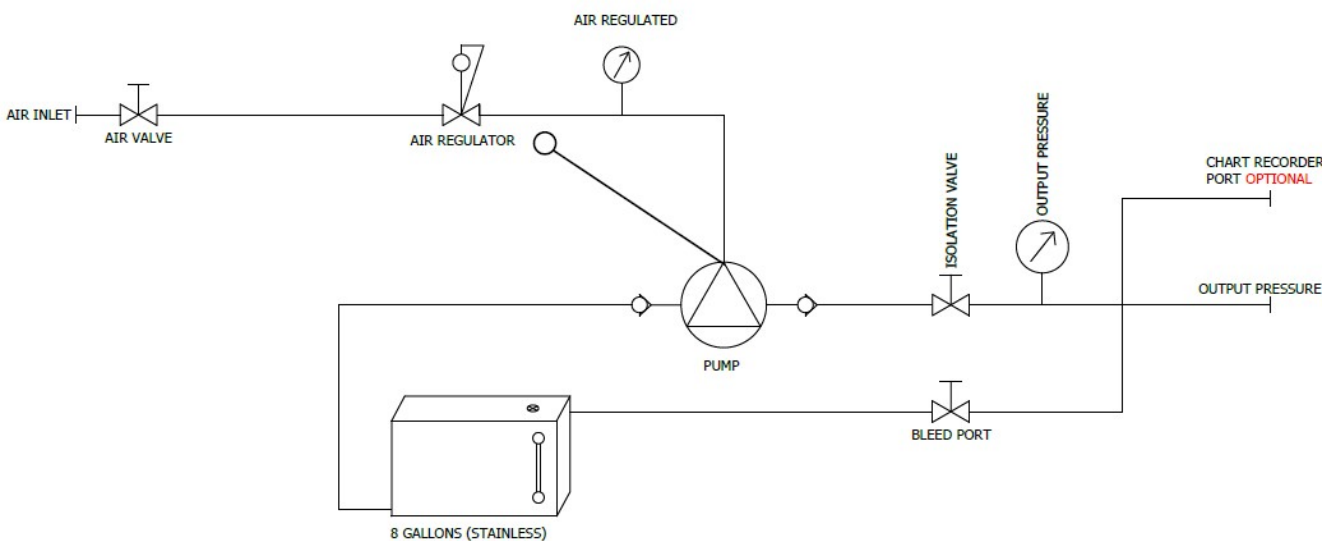 AIR REGULATED
AIR INLET
AIR VALVE
AIR REGULATOR
ISOLATION VALVE
OUTPUT PRESSURE
CHART RECORDER
PORT OPTIONAL
OUTPUT PRESSURE
PUMP
BLEED PORT
8 GALLONS (STAINLESS)